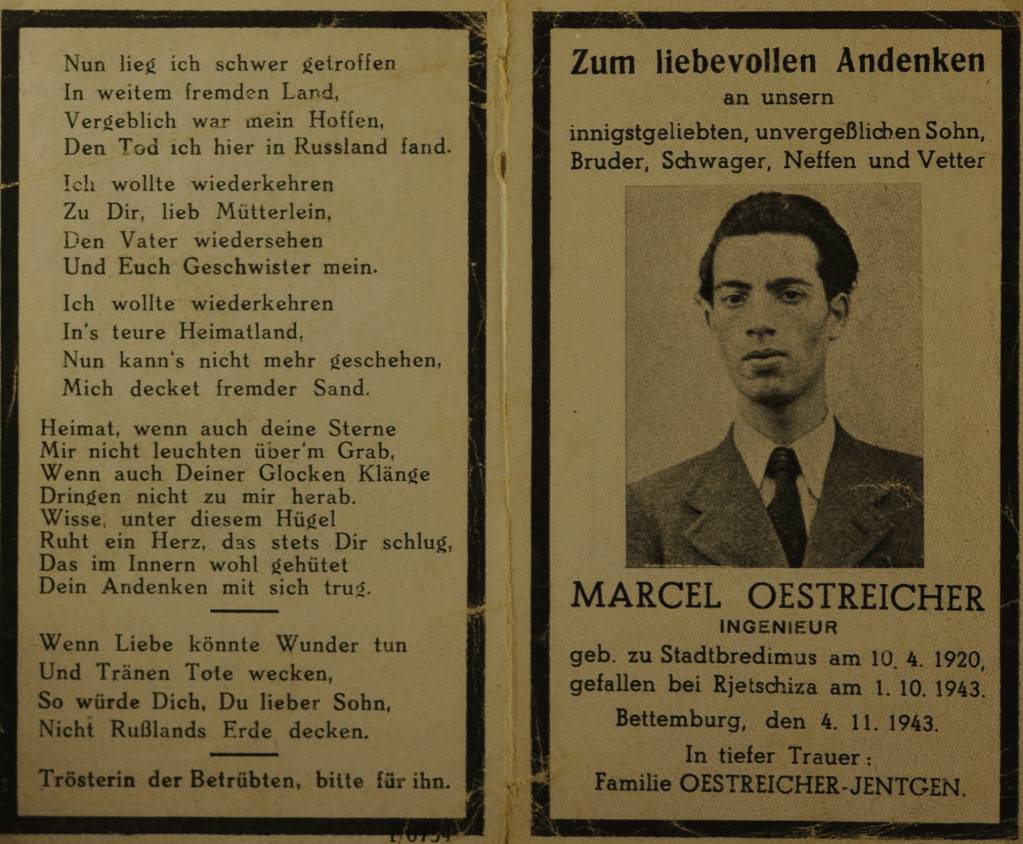 Nun lieg ich schwer getroffen
In weitem fremden Land,
Vergeblich war mein Hoffen,
Den Tod ich hier in Russland fand.
Ich wollte wiederkehren
Zu Dir, lieb Mütterlein,
Den Vater wiedersehen
Und Euch Geschwister mein.
Ich wollte wiederkehren
In's teure Heimatland,
Nun kann's nicht mehr geschehen,
Mich decket fremder Sand.
Heimat, wenn auch deine Sterne
Mir nicht leuchten über'm Grab,
Wenn auch Deiner Glocken Klänge
Dringen nicht zu mir herab.
Wisse, unter diesem Hügel
Ruht ein Herz, das stets Dir schlug,
Das im Innern wohl gehütet
Dein Andenken mit sich trug.
Wenn Liebe könnte Wunder tun
Und Tränen Tote wecken,
So würde Dich, Du lieber Sohn,
Nicht Rußlands Erde decken.
Trösterin der Betrübten, bitte für ihn.
Zum liebevollen Andenken
an unsern
innigstgeliebten, unvergeßlichen Sohn,
Bruder, Schwager, Neffen und Vetter
MARCEL OESTREICHER
INGENIEUR
geb. zu Stadtbredimus am 10. 4. 1920,
gefallen bei Rjetschiza am 1. 10. 1943.
Bettemburg, den 4. 11. 1943.
In tiefer Trauer:
Familie OESTREICHER-JENTGEN.